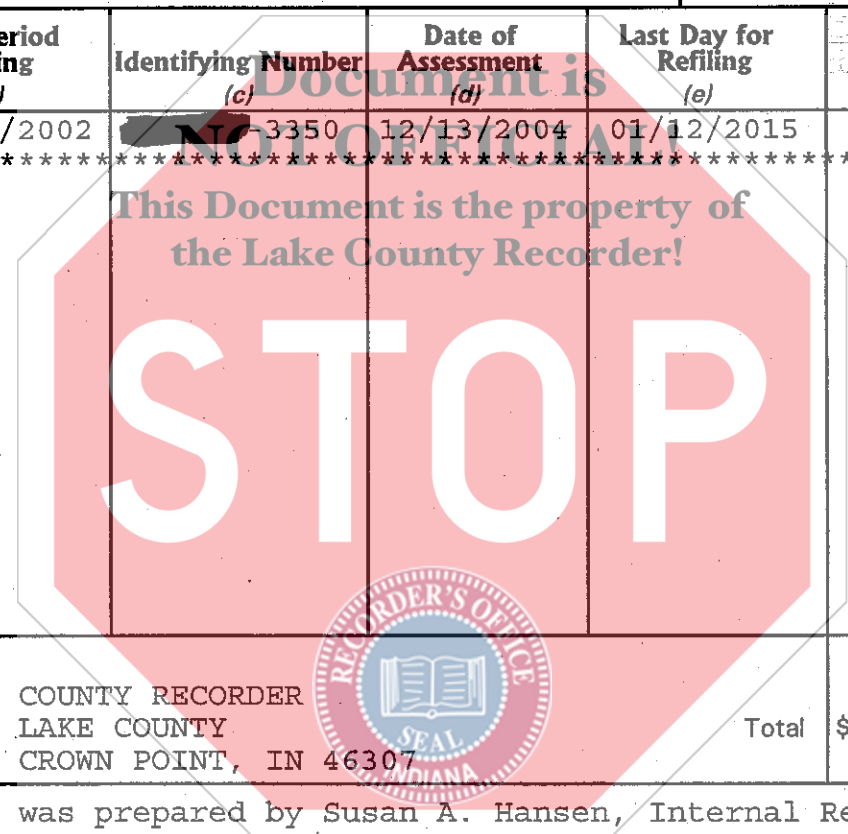 eriod
ing
)
Identifying Number
(c)
Date of
Assessment
(d)
Last Day for
Refiling
(e)
/2002 -3350 12/13/2004 01/12/2015
***********************************************
Document is
NOT OFFICIAL!
This Document is the property of
the Lake County Recorder!
STOP
RECORDER'S OFFICE
SEAL
INDIANA
COUNTY RECORDER
LAKE COUNTY
CROWN POINT, IN 46307
Total $
was prepared by Susan A. Hansen, Internal Re